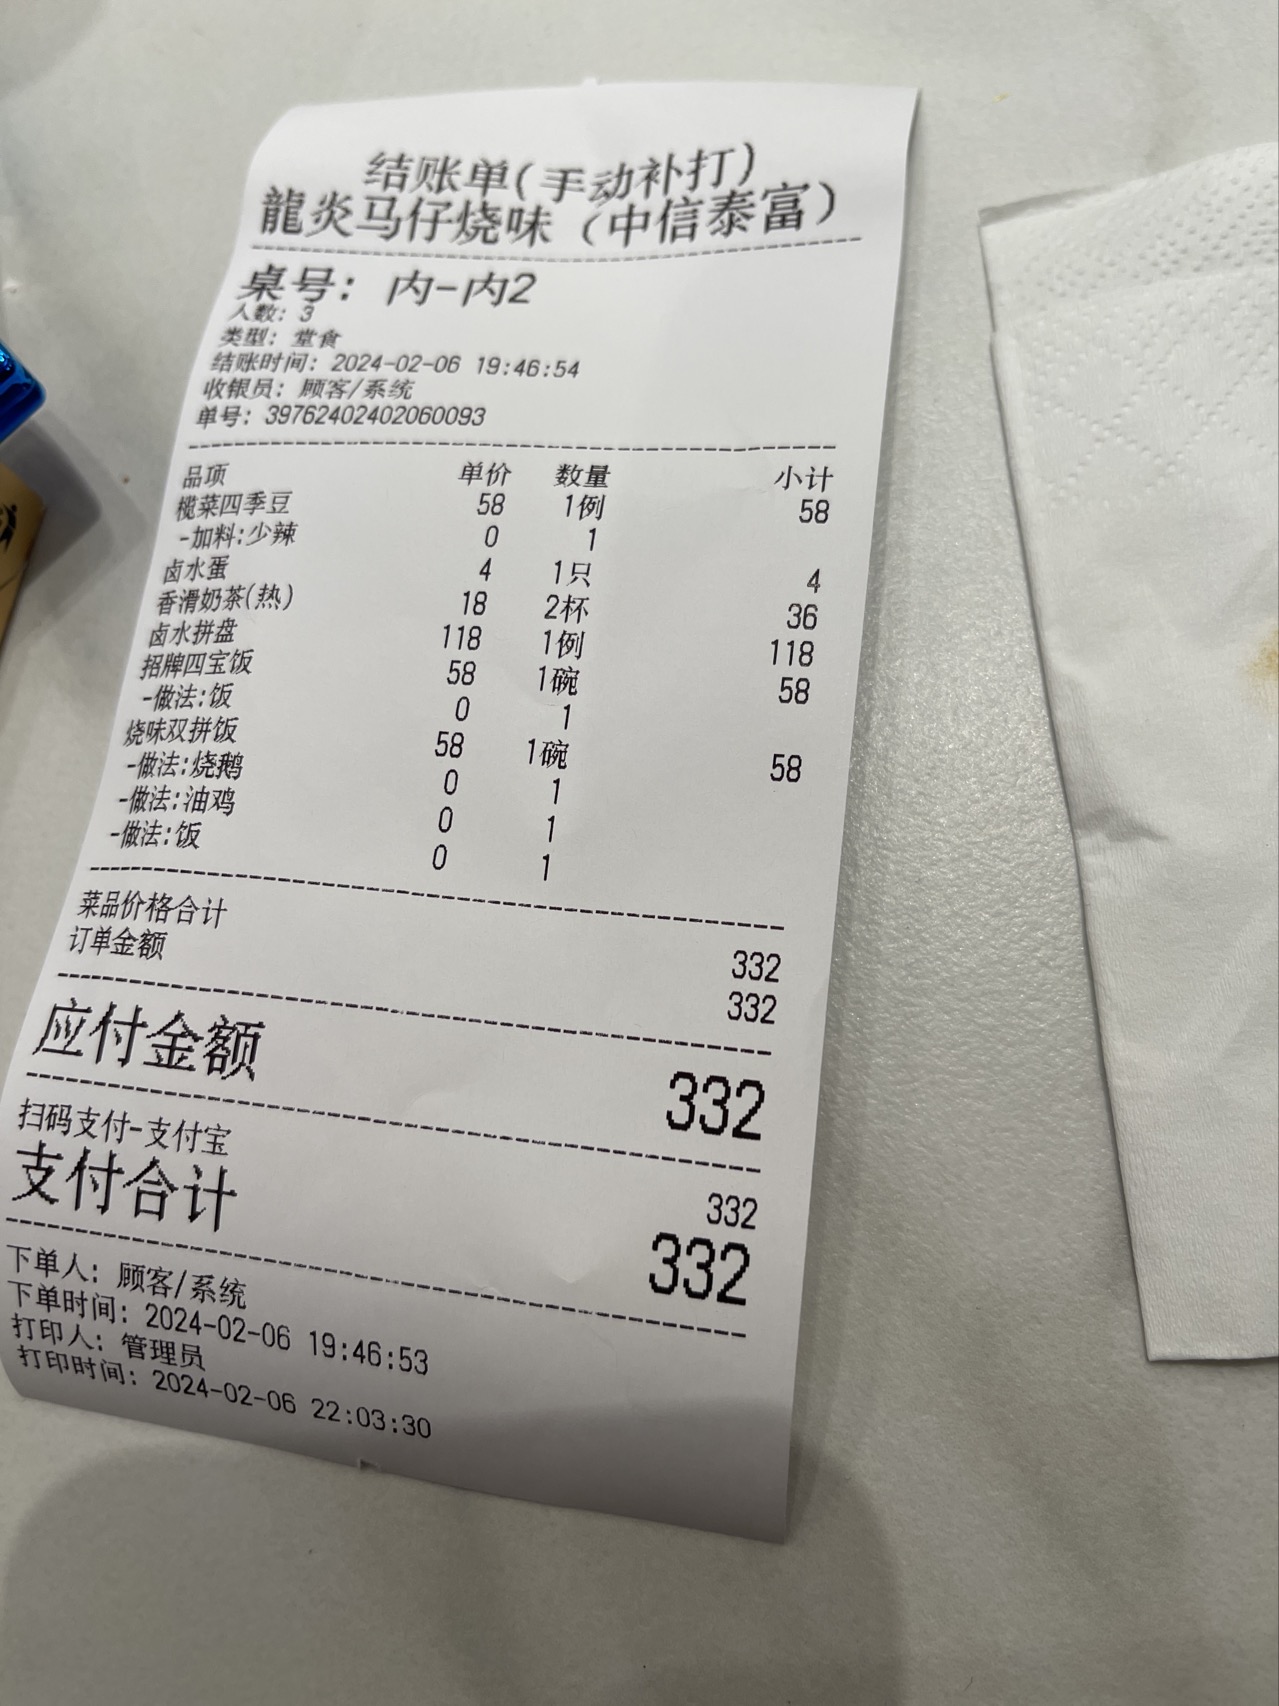 结账单(手动补打)
龍炎马仔烧味（中信泰富）
桌号: 内-内2
人数: 3
类型: 堂食
结账时间: 2024-02-06 19:46:54
收银员: 顾客/系统
单号: 39762402402060093
品项 单价 数量 小计
榄菜四季豆 58 1例 58
-加料:少辣 0 1
卤水蛋 4 1只 4
香滑奶茶(热) 18 2杯 36
卤水拼盘 118 1例 118
招牌四宝饭 58 1碗 58
-做法:饭 0 1
烧味双拼饭 58 1碗 58
-做法:烧鹅 0 1
-做法:油鸡 0 1
-做法:饭 0 1
菜品价格合计 332
订单金额 332
应付金额 332
扫码支付-支付宝 332
支付合计 332
下单人: 顾客/系统
下单时间: 2024-02-06 19:46:53
打印人: 管理员
打印时间: 2024-02-06 22:03:30